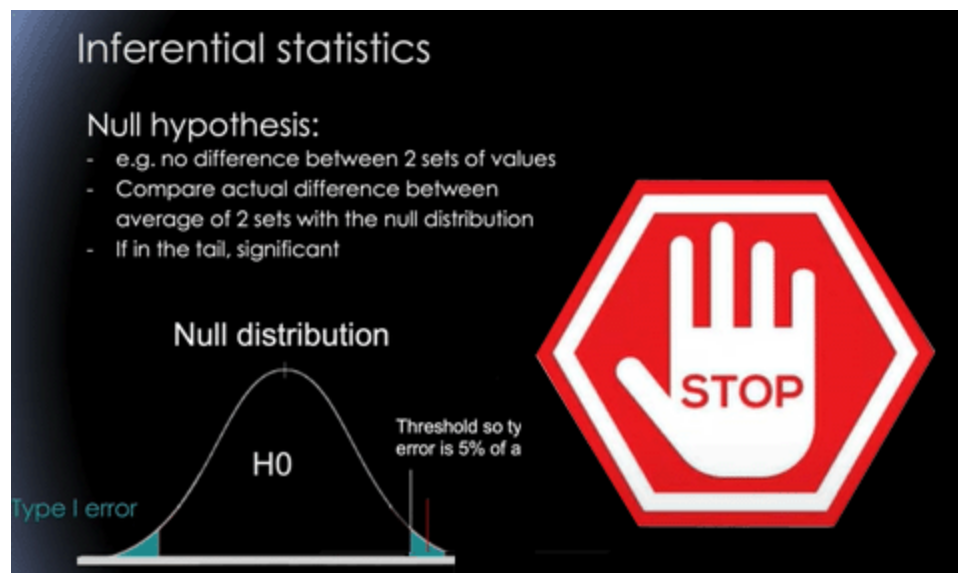 Inferential statistics
Null hypothesis:
- e.g. no difference between 2 sets of values
- Compare actual difference between
average of 2 sets with the null distribution
- If in the tail, significant
Null distribution
Threshold so ty
error is 5% of a
H0
Type I error
STOP